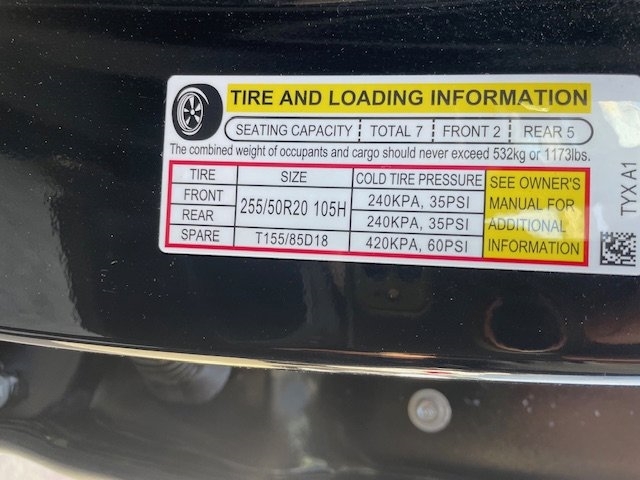 TIRE AND LOADING INFORMATION
SEATING CAPACITY TOTAL 7 FRONT 2 REAR 5
The combined weight of occupants and cargo should never exceed 532kg or 1173lbs.
TIRE SIZE COLD TIRE PRESSURE SEE OWNER'S MANUAL FOR ADDITIONAL INFORMATION
FRONT 255/50R20 105H 240KPA, 35PSI
REAR 240KPA, 35PSI
SPARE T155/85D18 420KPA, 60PSI
TYX A1